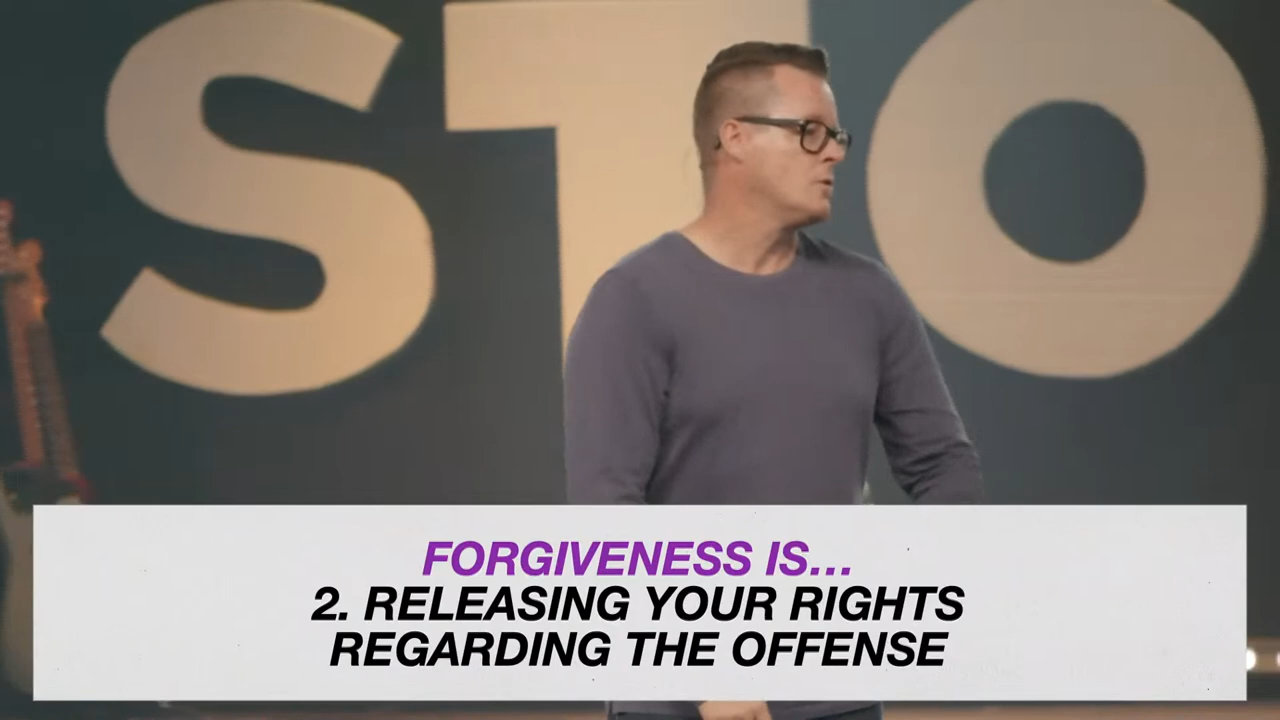 STO
FORGIVENESS IS...
2. RELEASING YOUR RIGHTS
REGARDING THE OFFENSE